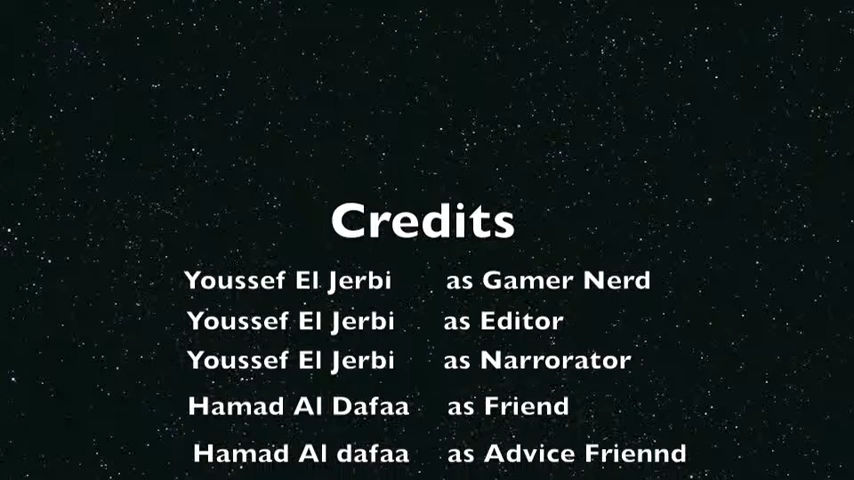 Credits
Youssef El Jerbi as Gamer Nerd
Youssef El Jerbi as Editor
Youssef El Jerbi as Narrorator
Hamad Al Dafaa as Friend
Hamad Al dafaa as Advice Friennd